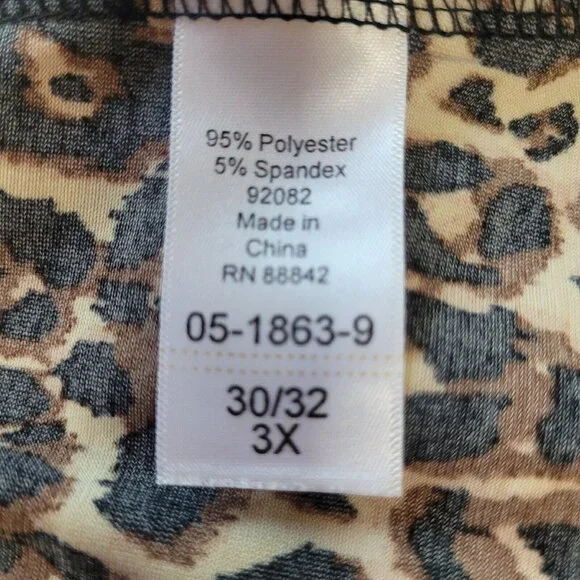 95% Polyester
5% Spandex
92082
Made in
China
RN 88842
05-1863-9
30/32
3X